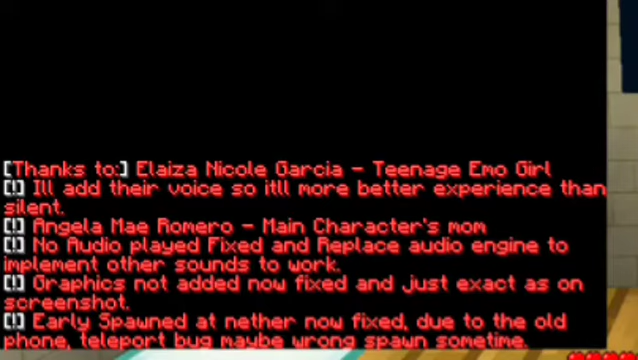 [Thanks to:] Elaiza Nicole Garcia - Teenage Emo Girl
[!] Ill add their voice so itll more better experience than
silent.
[!] Angela Mae Romero - Main Character's mom
[!] No Audio played Fixed and Replace audio engine to
implement other sounds to work.
[!] Graphics not added now fixed and just exact as on
screenshot.
[!] Early Spawned at nether now fixed, due to the old
phone, teleport bug maybe wrong spawn sometime.